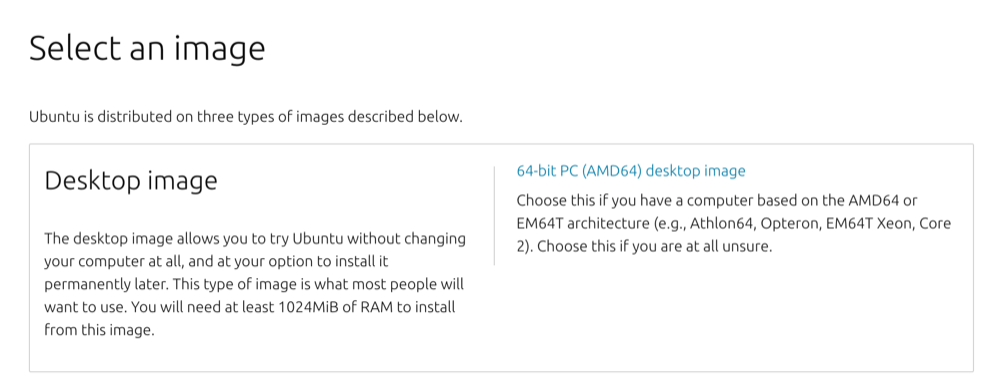 Select an image
Ubuntu is distributed on three types of images described below.
Desktop image
The desktop image allows you to try Ubuntu without changing
your computer at all, and at your option to install it
permanently later. This type of image is what most people will
want to use. You will need at least 1024MiB of RAM to install
from this image.
64-bit PC (AMD64) desktop image
Choose this if you have a computer based on the AMD64 or
EM64T architecture (e.g., Athlon64, Opteron, EM64T Xeon, Core
2). Choose this if you are at all unsure.